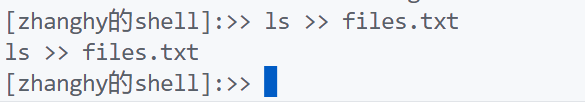 [zhanghy的shell]:>> ls >> files.txt
ls >> files.txt
[zhanghy的shell]:>>